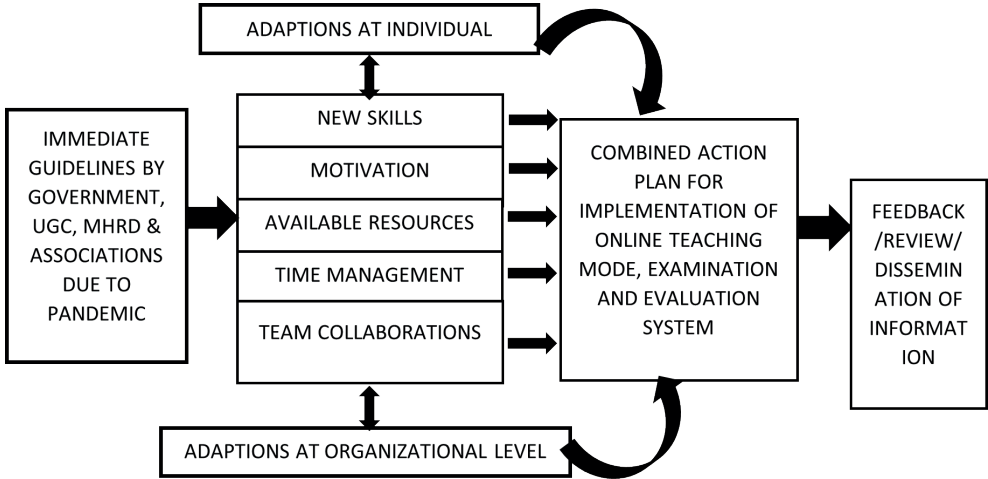 ADAPTIONS AT INDIVIDUAL
IMMEDIATE
GUIDELINES BY
GOVERNMENT,
UGC, MHRD &
ASSOCIATIONS
DUE TO
PANDEMIC
NEW SKILLS
MOTIVATION
AVAILABLE RESOURCES
TIME MANAGEMENT
TEAM COLLABORATIONS
COMBINED ACTION
PLAN FOR
IMPLEMENTATION OF
ONLINE TEACHING
MODE, EXAMINATION
AND EVALUATION
SYSTEM
FEEDBACK
/REVIEW/
DISSEMIN
ATION OF
INFORMAT
ION
ADAPTIONS AT ORGANIZATIONAL LEVEL